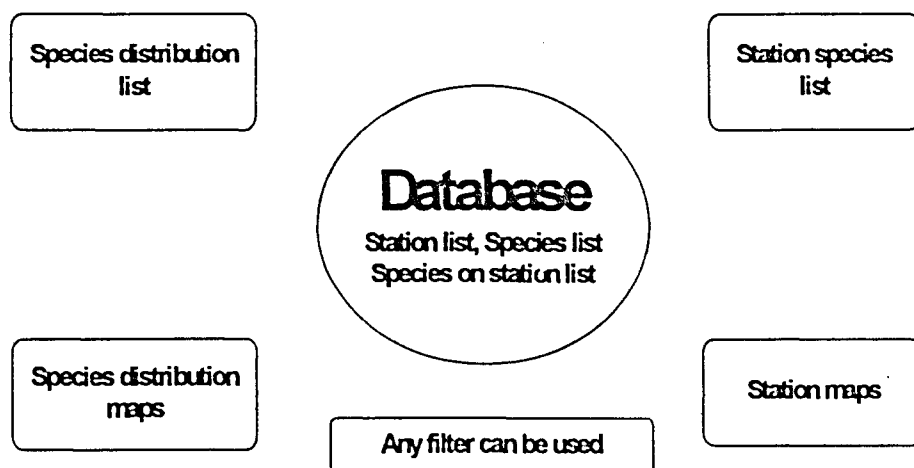 Species distribution
list
Station species
list
Database
Station list, Species list
Species on station list
Species distribution
maps
Station maps
Any filter can be used